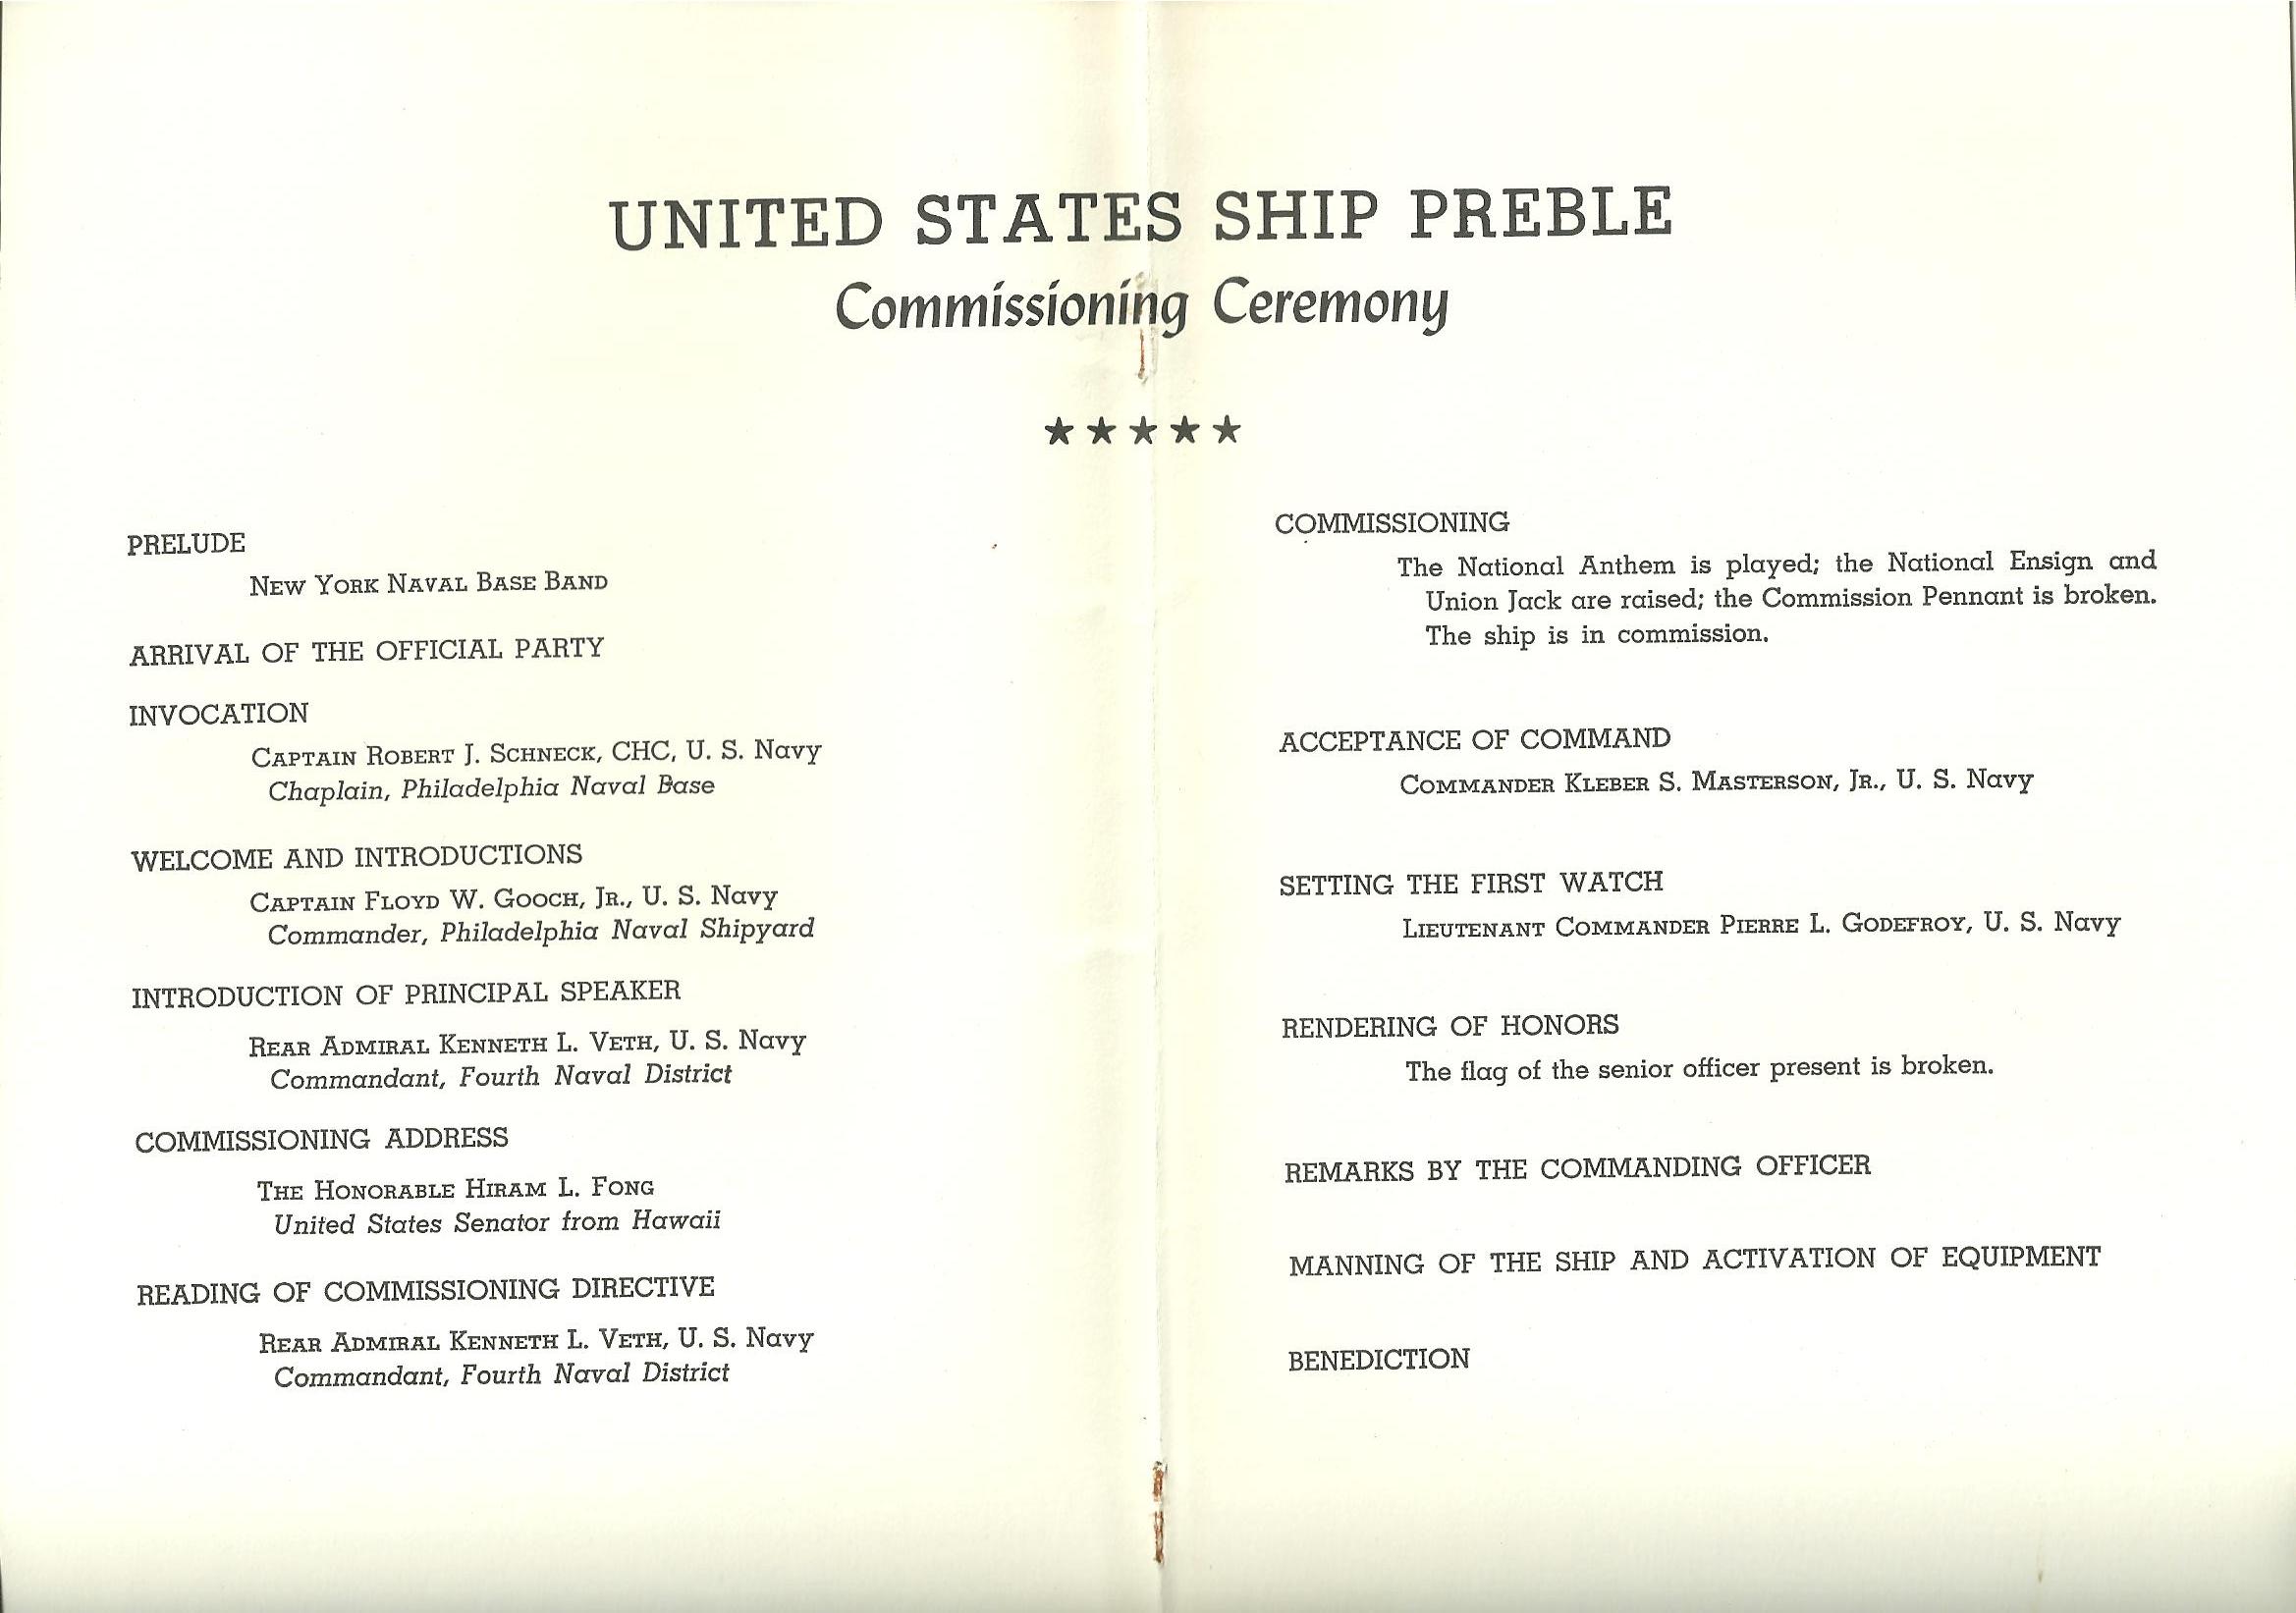 UNITED STATES SHIP PREBLE
Commissioning Ceremony
★★★★★
PRELUDE
NEW YORK NAVAL BASE BAND
ARRIVAL OF THE OFFICIAL PARTY
INVOCATION
CAPTAIN ROBERT J. SCHNECK, CHC, U. S. Navy
Chaplain, Philadelphia Naval Base
WELCOME AND INTRODUCTIONS
CAPTAIN FLOYD W. GOOCH, JR., U. S. Navy
Commander, Philadelphia Naval Shipyard
INTRODUCTION OF PRINCIPAL SPEAKER
REAR ADMIRAL KENNETH L. VETH, U. S. Navy
Commandant, Fourth Naval District
COMMISSIONING ADDRESS
THE HONORABLE HIRAM L. FONG
United States Senator from Hawaii
READING OF COMMISSIONING DIRECTIVE
REAR ADMIRAL KENNETH L. VETH, U. S. Navy
Commandant, Fourth Naval District
COMMISSIONING
The National Anthem is played; the National Ensign and
Union Jack are raised; the Commission Pennant is broken.
The ship is in commission.
ACCEPTANCE OF COMMAND
COMMANDER KLEBER S. MASTERSON, JR., U. S. Navy
SETTING THE FIRST WATCH
LIEUTENANT COMMANDER PIERRE L. GODEFROY, U. S. Navy
RENDERING OF HONORS
The flag of the senior officer present is broken.
REMARKS BY THE COMMANDING OFFICER
MANNING OF THE SHIP AND ACTIVATION OF EQUIPMENT
BENEDICTION